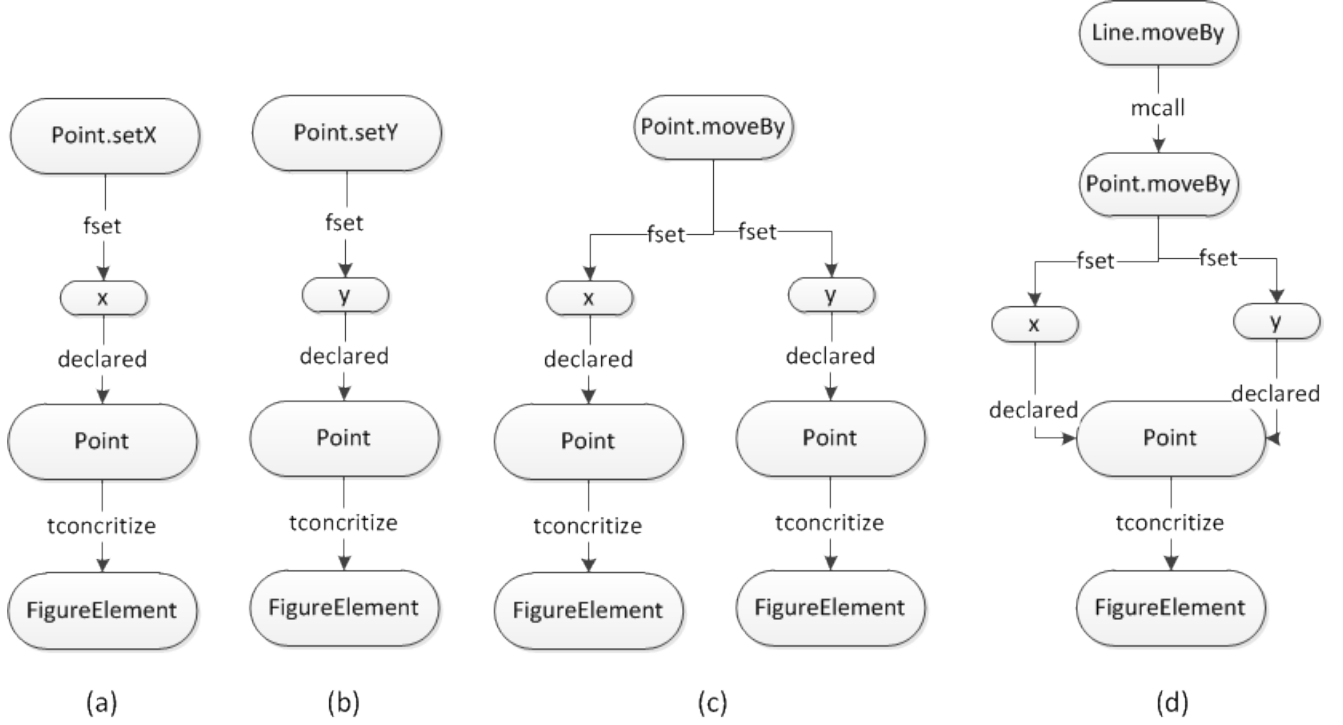 Point.setX
fset
x
declared
Point
tconcritize
FigureElement
(a)
Point.setY
fset
y
declared
Point
tconcritize
FigureElement
(b)
Point.moveBy
fset fset
x y
declared declared
Point Point
tconcritize tconcritize
FigureElement FigureElement
(c)
Line.moveBy
mcall
Point.moveBy
fset fset
x y
declared declared
Point
tconcritize
FigureElement
(d)